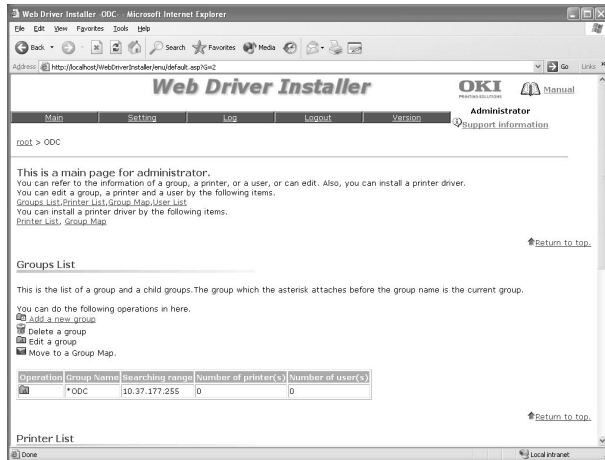 Web Driver Installer -ODC- - Microsoft Internet Explorer
File Edit View Favorites Tools Help
Back Search Favorites Media
Address http://localhost/WebDriverInstaller/enu/default.asp?G=2 Go Links »
Web Driver Installer
OKI
PRINTING SOLUTIONS
Manual
Administrator
Main Setting Log Logout Version
Support information
root > ODC
This is a main page for administrator.
You can refer to the information of a group, a printer, or a user, or can edit. Also, you can install a printer driver.
You can edit a group, a printer and a user by the following items.
Groups List,Printer List,Group Map,User List
You can install a printer driver by the following items.
Printer List, Group Map
Return to top.
Groups List
This is the list of a group and a child groups.The group which the asterisk attaches before the group name is the current group.
You can do the following operations in here.
Add a new group
Delete a group
Edit a group
Move to a Group Map.
Operation Group Name Searching range Number of printer(s) Number of user(s)
*ODC 10.37.177.255 0 0
Return to top.
Printer List
Done Local intranet